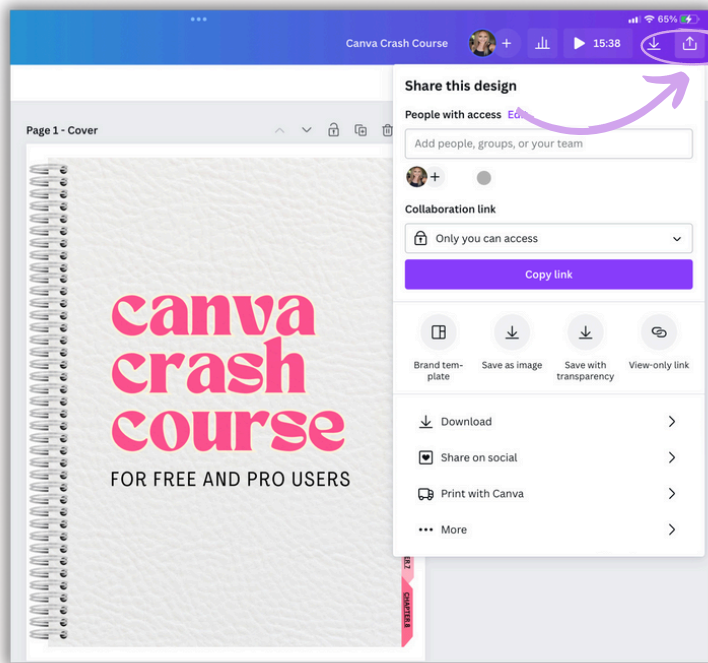 65%
Canva Crash Course
15:38
Share this design
People with access
Add people, groups, or your team
Collaboration link
Only you can access
Copy link
Brand tem-
plate
Save as image
Save with
transparency
View-only link
Download
Share on social
Print with Canva
More
Page 1 - Cover
canva
crash
course
FOR FREE AND PRO USERS
CHAPTER 8